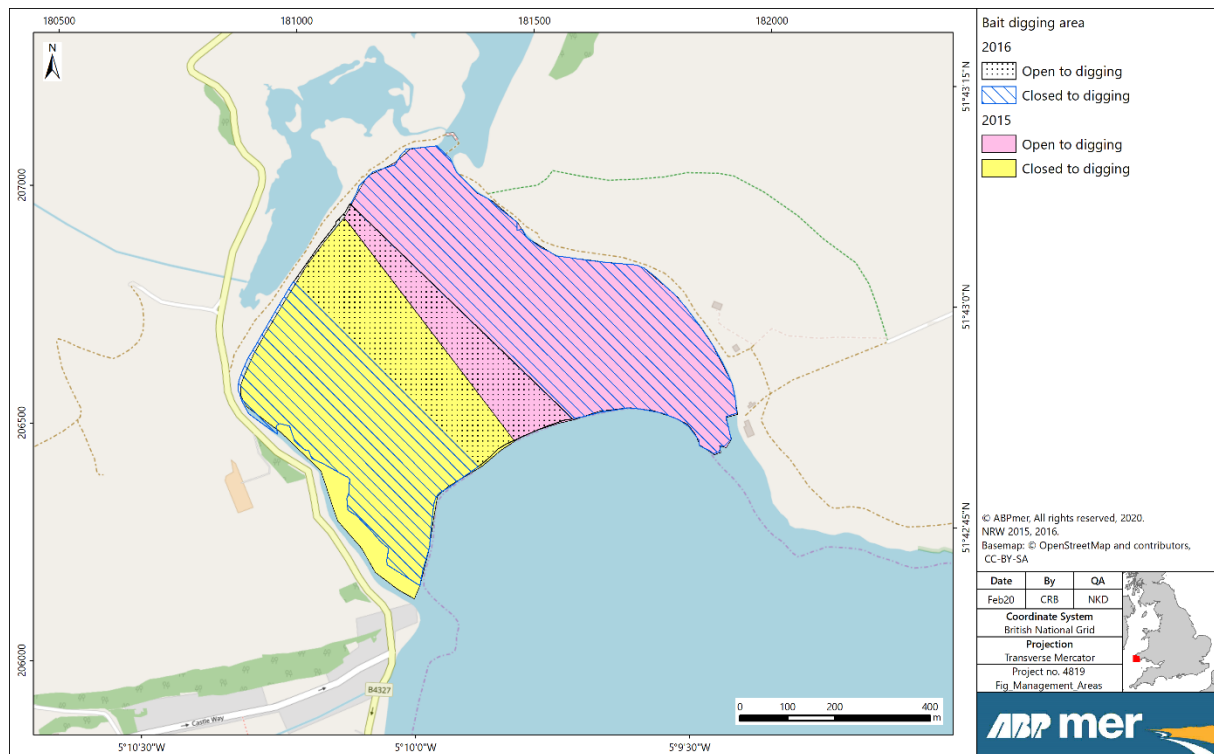 180500
181000
181500
182000
N
207000
206500
206000
51°43'15"N
51°43'0"N
51°42'45"N
Castle Way
B4327
0 100 200 400
m
5°10'30"W
5°10'0"W
5°9'30"W
Bait digging area
2016
Open to digging
Closed to digging
2015
Open to digging
Closed to digging
© ABPmer, All rights reserved, 2020.
NRW 2015, 2016.
Basemap: © OpenStreetMap and contributors,
CC-BY-SA
Date By QA
Feb20 CRB NKD
Coordinate System
British National Grid
Projection
Transverse Mercator
Project no. 4819
Fig_Management_Areas
ABPmer